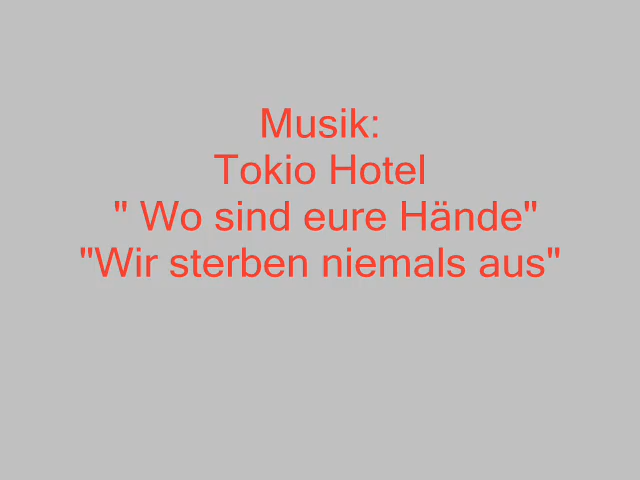 Musik:
Tokio Hotel
" Wo sind eure Hände"
"Wir sterben niemals aus"